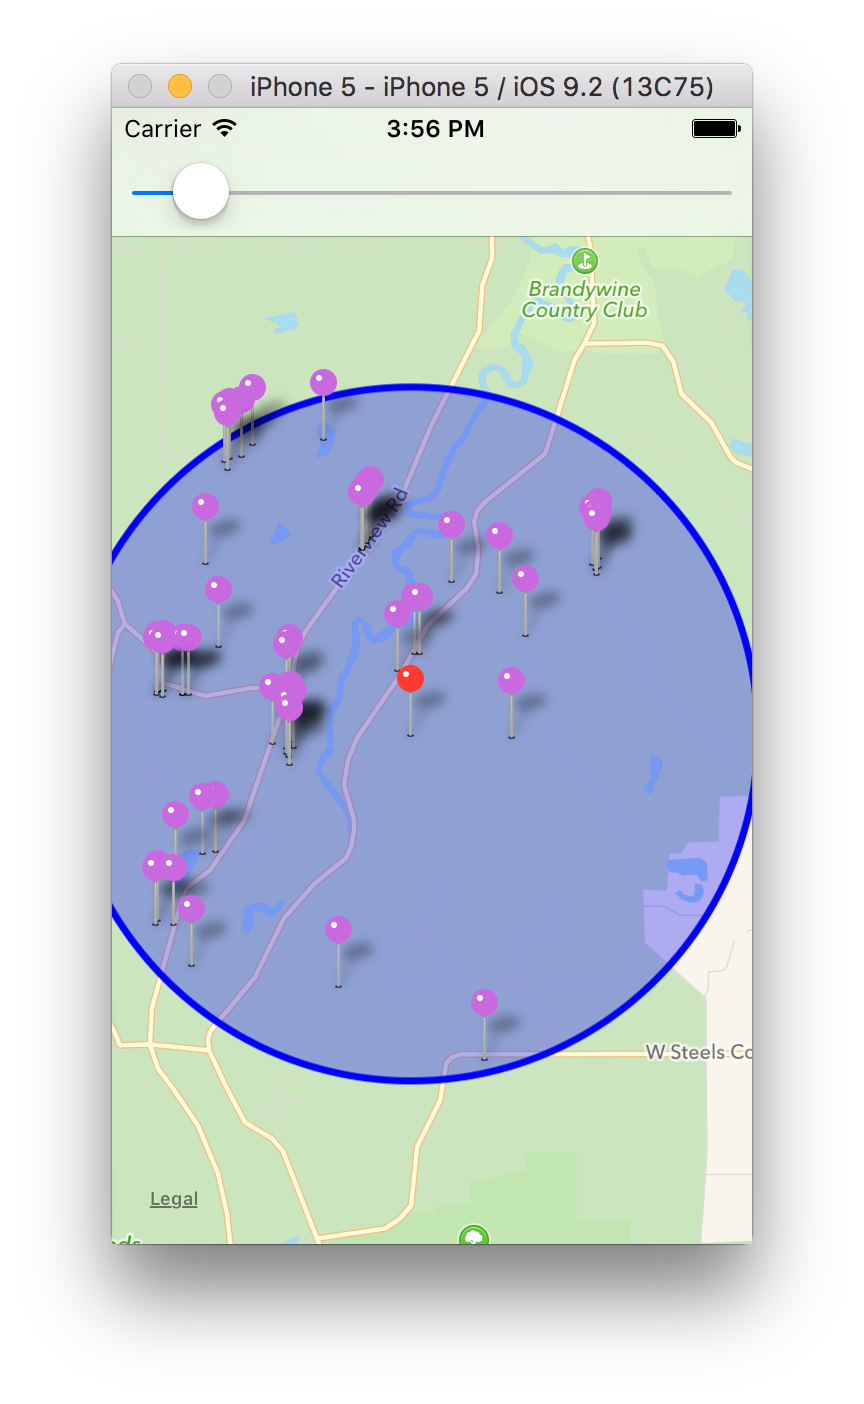 iPhone 5 - iPhone 5 / iOS 9.2 (13C75)
Carrier 3:56 PM
Brandywine
Country Club
Riverview Rd
W Steels Co
Legal
ds